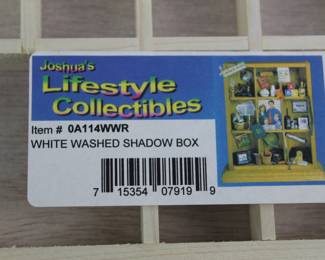 Joshua's
Lifestyle
Collectibles
Item # 0A114WWR
WHITE WASHED SHADOW BOX
7 15354 07919 9